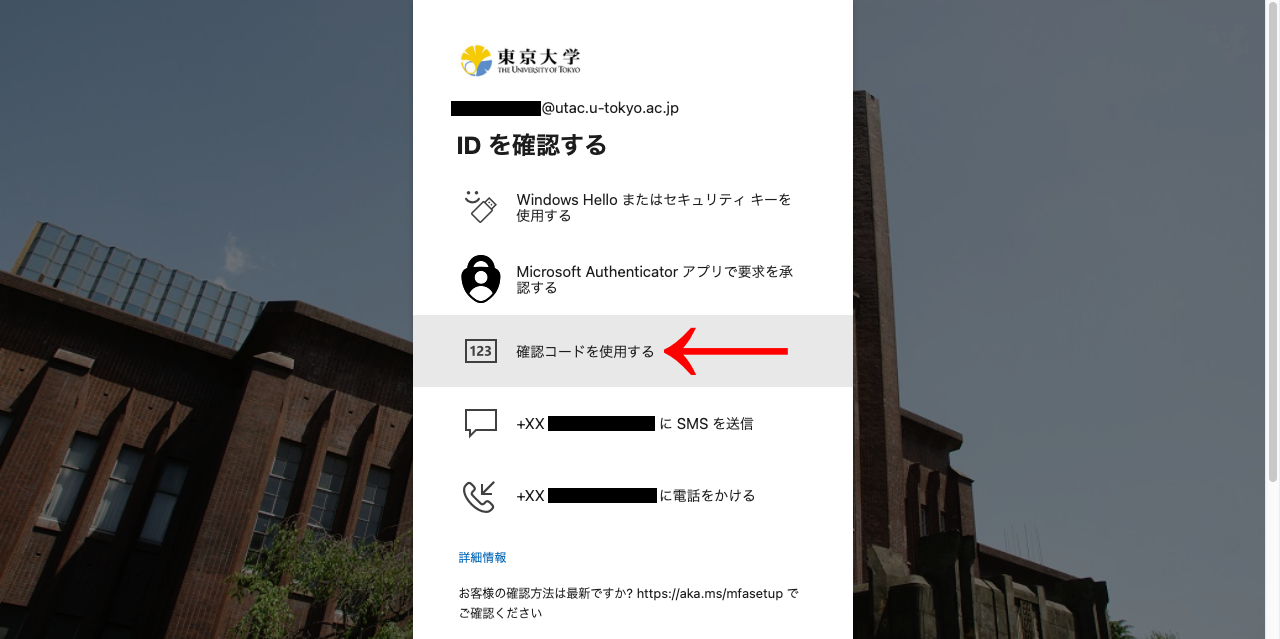 東京大学
THE UNIVERSITY OF TOKYO
@utac.u-tokyo.ac.jp
ID を確認する
Windows Hello またはセキュリティ キーを
使用する
Microsoft Authenticator アプリで要求を承
認する
123
確認コードを使用する
+XX に SMS を送信
+XX に電話をかける
詳細情報
お客様の確認方法は最新ですか? https://aka.ms/mfasetup で
ご確認ください